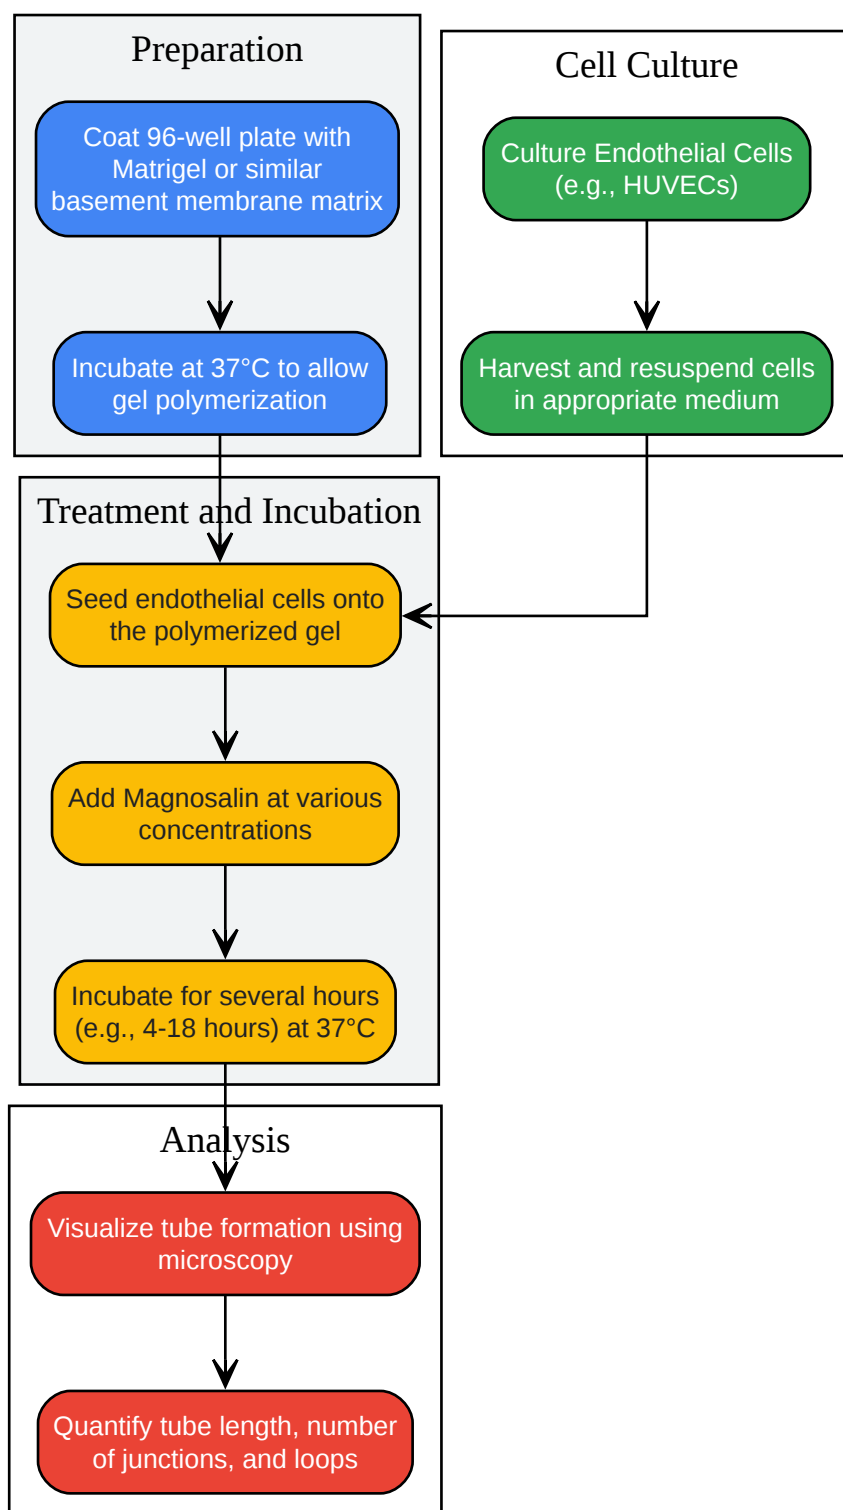 Preparation
Coat 96-well plate with
Matrigel or similar
basement membrane matrix
Incubate at 37°C to allow
gel polymerization
Cell Culture
Culture Endothelial Cells
(e.g., HUVECs)
Harvest and resuspend cells
in appropriate medium
Treatment and Incubation
Seed endothelial cells onto
the polymerized gel
Add Magnosalin at various
concentrations
Incubate for several hours
(e.g., 4-18 hours) at 37°C
Analysis
Visualize tube formation using
microscopy
Quantify tube length, number
of junctions, and loops